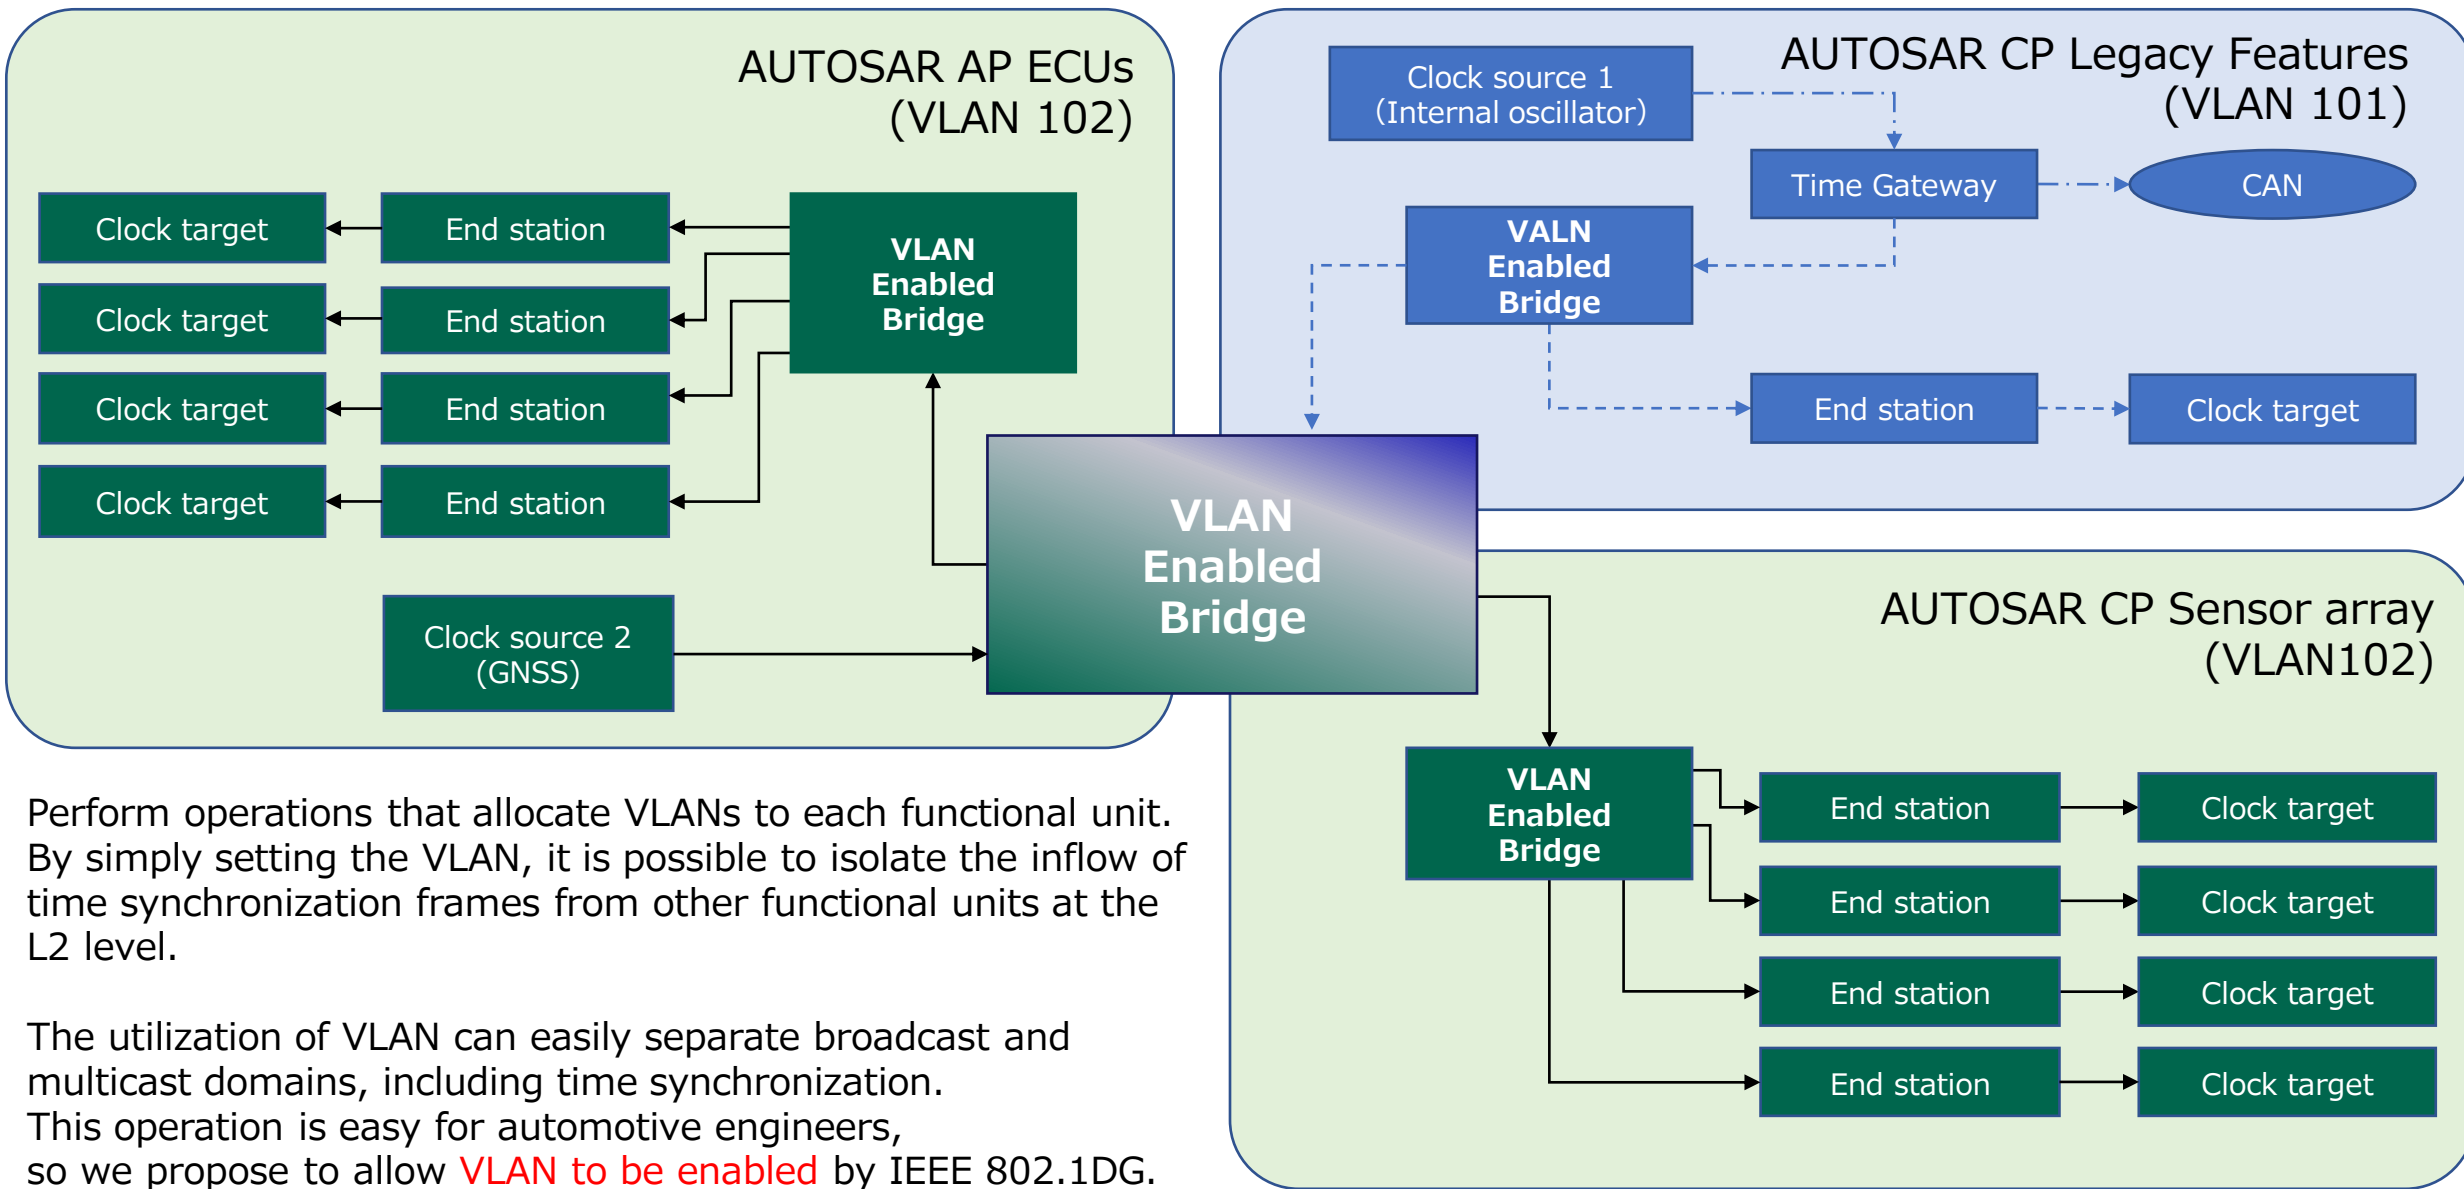 AUTOSAR AP ECUs
(VLAN 102)
Clock target
End station
Clock target
End station
Clock target
End station
Clock target
End station
VLAN
Enabled
Bridge
Clock source 2
(GNSS)
AUTOSAR CP Legacy Features
(VLAN 101)
Clock source 1
(Internal oscillator)
Time Gateway
CAN
VALN
Enabled
Bridge
End station
Clock target
VLAN
Enabled
Bridge
AUTOSAR CP Sensor array
(VLAN102)
VLAN
Enabled
Bridge
End station
Clock target
End station
Clock target
End station
Clock target
End station
Clock target
Perform operations that allocate VLANs to each functional unit.
By simply setting the VLAN, it is possible to isolate the inflow of
time synchronization frames from other functional units at the
L2 level.
The utilization of VLAN can easily separate broadcast and
multicast domains, including time synchronization.
This operation is easy for automotive engineers,
so we propose to allow VLAN to be enabled by IEEE 802.1DG.